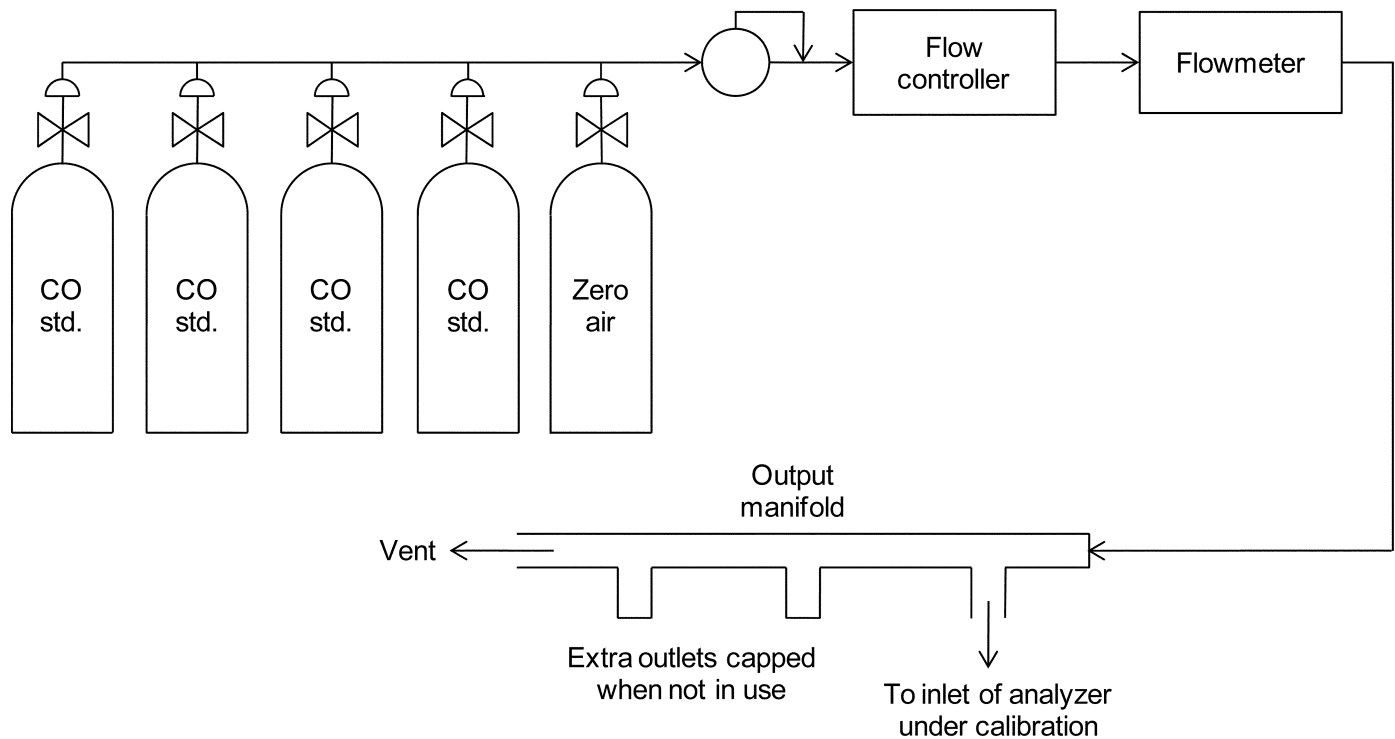 Flow
controller
Flowmeter
CO
std.
CO
std.
CO
std.
CO
std.
Zero
air
Output
manifold
Vent
Extra outlets capped
when not in use
To inlet of analyzer
under calibration